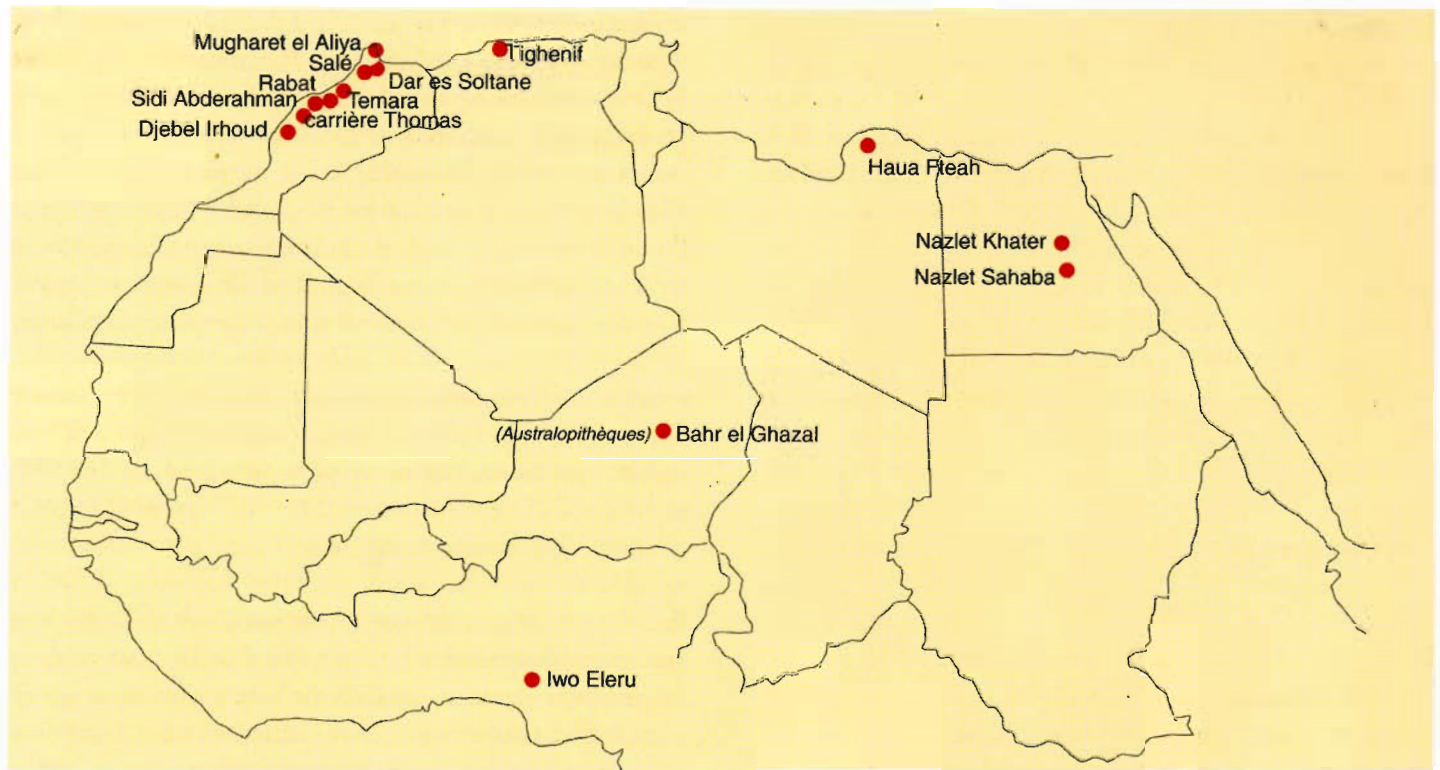 Mugharet el Aliya
Tighenif
Salé
Dar es Soltane
Rabat
Temara
Sidi Abderahman
carrière Thomas
Djebel Irhoud
Haua Fteah
Nazlet Khater
Nazlet Sahaba
(Australopithèques)
Bahr el Ghazal
Iwo Eleru